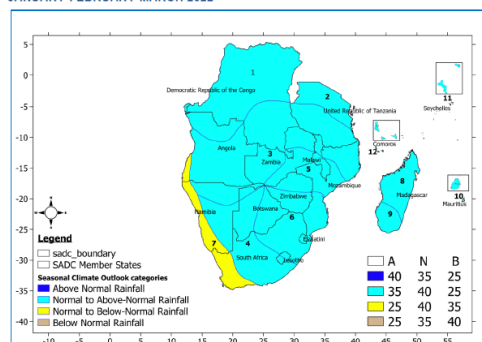 JANUARY-FEBRUARY-MARCH 2022
5
0
-5
-10
-15
-20
-25
-30
-35
-40
1
Democratic Republic of the Congo
2
United Republic of Tanzania
11
Seychelles
Comoros
12
Angola
3
Zambia
Malawi
5
Mozambique
8
Madagascar
9
10
Mauritius
Namibia
Botswana
Zimbabwe
6
7
4
South Africa
Eswatini
Lesotho
Legend
sadc_boundary
SADC Member States
Seasonal Climate Outlook categories
Above Normal Rainfall
Normal to Above-Normal Rainfall
Normal to Below-Normal Rainfall
Below Normal Rainfall
A N B
40 35 25
35 40 25
25 40 35
25 35 40
-10 -5 0 5 10 15 20 25 30 35 40 45 50 55